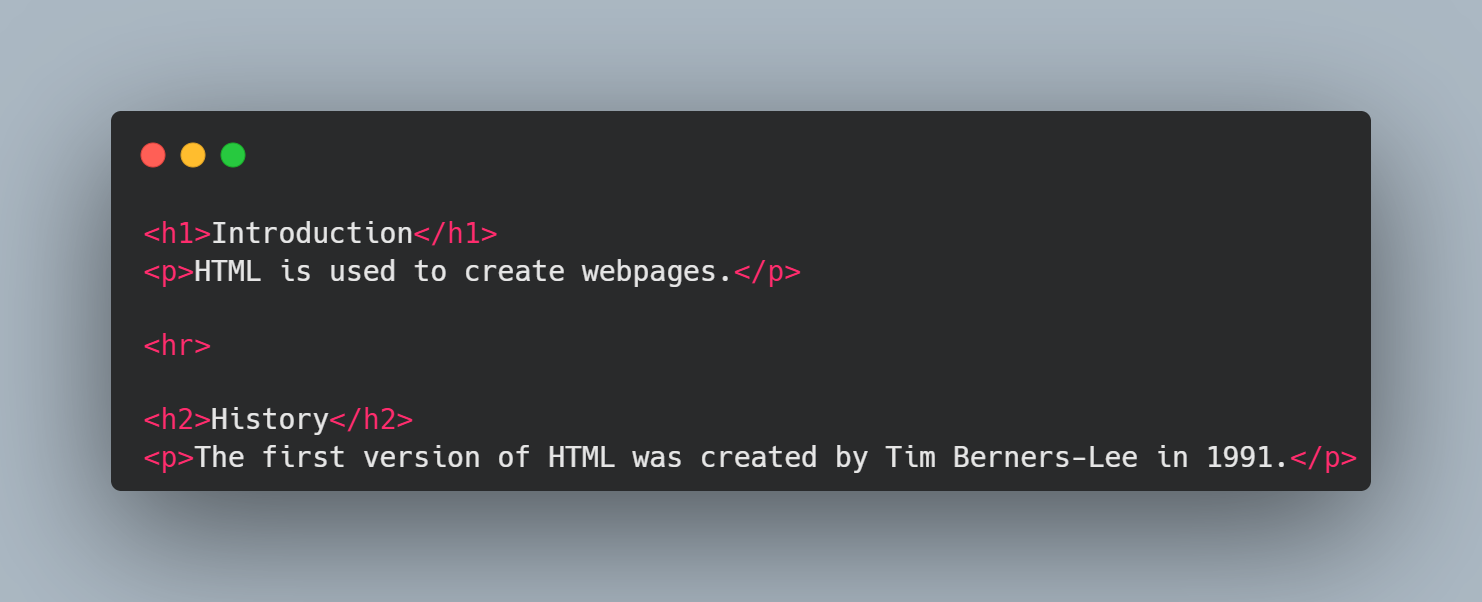 <h1>Introduction</h1>
<p>HTML is used to create webpages.</p>
<hr>
<h2>History</h2>
<p>The first version of HTML was created by Tim Berners-Lee in 1991.</p>